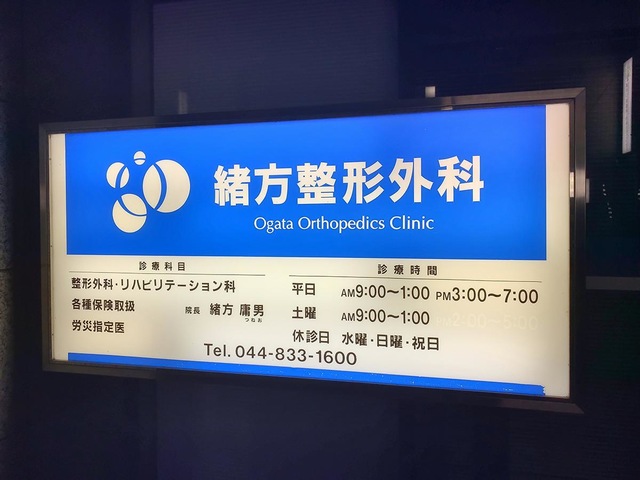 緒方整形外科
Ogata Orthopedics Clinic
診療科目
整形外科・リハビリテーション科
各種保険取扱
院長 緒方 庸男
つねお
労災指定医
診療時間
平日 AM9:00〜1:00 PM3:00〜7:00
土曜 AM9:00〜1:00
休診日 水曜・日曜・祝日
Tel. 044-833-1600